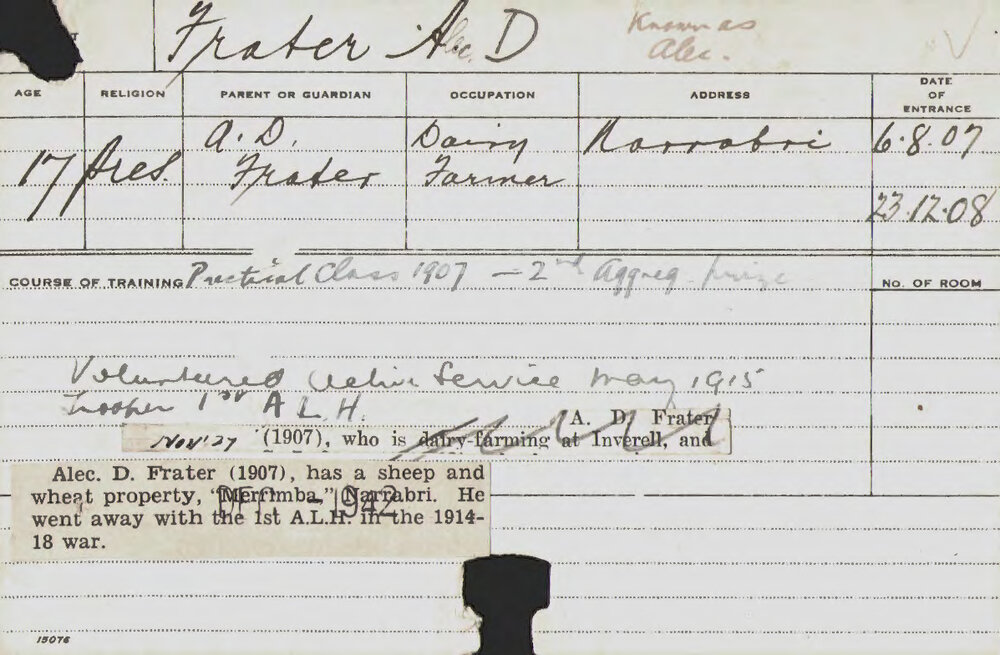 Frater Alec. D
Known as
Alec.
AGE RELIGION PARENT OR GUARDIAN OCCUPATION ADDRESS DATE OF ENTRANCE
17 Pres. A. D. Frater Dairy Farmer Narrabri 6.8.07
23.12.08
COURSE OF TRAINING Practical Class 1907 — 2nd Aggreg. prize
No. OF ROOM
Volunteered Active Service May 1915
Trooper 1st A L H.
A. D. Frater
Nov '27 (1907), who is dairy-farming at Inverell, and
Alec. D. Frater (1907), has a sheep and
wheat property, "Merrimba," Narrabri. He
went away with the 1st A.L.H. in the 1914-
18 war.
DEC - 1942
15076